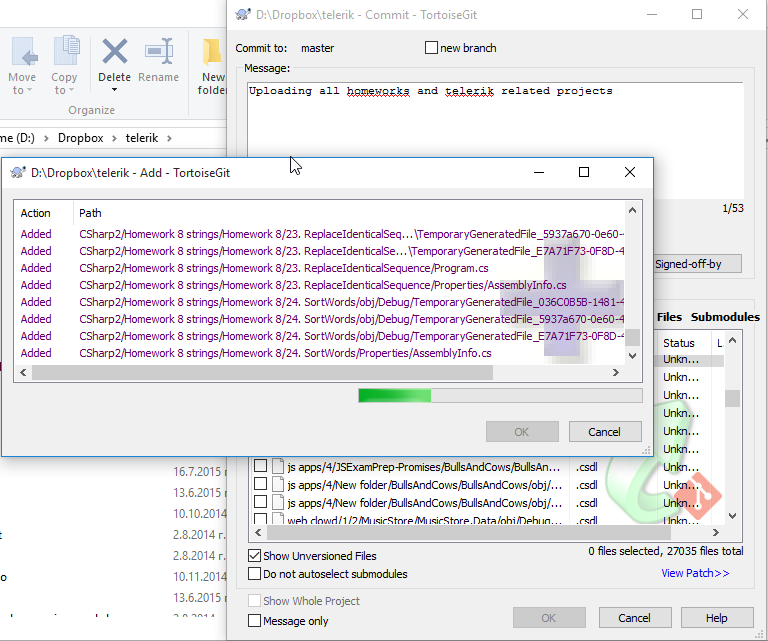 D:\Dropbox\telerik - Commit - TortoiseGit
Commit to: master
new branch
Message:
Uploading all homeworks and telerik related projects
1/53
Signed-off-by
Move to
Copy to
Delete
Rename
New folder
Organize
me (D:) > Dropbox > telerik >
D:\Dropbox\telerik - Add - TortoiseGit
Action Path
Added CSharp2/Homework 8 strings/Homework 8/23. ReplaceIdenticalSeq...\TemporaryGeneratedFile_5937a670-0e60-
Added CSharp2/Homework 8 strings/Homework 8/23. ReplaceIdenticalSe...\TemporaryGeneratedFile_E7A71F73-0F8D-4
Added CSharp2/Homework 8 strings/Homework 8/23. ReplaceIdenticalSequence/Program.cs
Added CSharp2/Homework 8 strings/Homework 8/23. ReplaceIdenticalSequence/Properties/AssemblyInfo.cs
Added CSharp2/Homework 8 strings/Homework 8/24. SortWords/obj/Debug/TemporaryGeneratedFile_036C0B5B-1481-4
Added CSharp2/Homework 8 strings/Homework 8/24. SortWords/obj/Debug/TemporaryGeneratedFile_5937a670-0e60-4
Added CSharp2/Homework 8 strings/Homework 8/24. SortWords/obj/Debug/TemporaryGeneratedFile_E7A71F73-0F8D-4
Added CSharp2/Homework 8 strings/Homework 8/24. SortWords/Properties/AssemblyInfo.cs
OK Cancel
Files Submodules
Status L
Unkn...
Unkn...
Unkn...
Unkn...
Unkn...
Unkn...
js apps/4/JSExamPrep-Promises/BullsAndCows/BullsAn... .csdl Unkn...
js apps/4/New folder/BullsAndCows/BullsAndCows/obj... .csdl Unkn...
js apps/4/New folder/BullsAndCows/BullsAndCows/obj... .csdl Unkn...
web clowd/1/2/MusicStore/MusicStore.Data/obj/Debug... .csdl Unkn...
16.7.2015 г
13.6.2015 г
10.10.2014
2.8.2014 г.
2.8.2014 г.
10.11.2014
13.6.2015 г
Show Unversioned Files
0 files selected, 27035 files total
Do not autoselect submodules
View Patch>>
Show Whole Project
Message only
OK Cancel Help